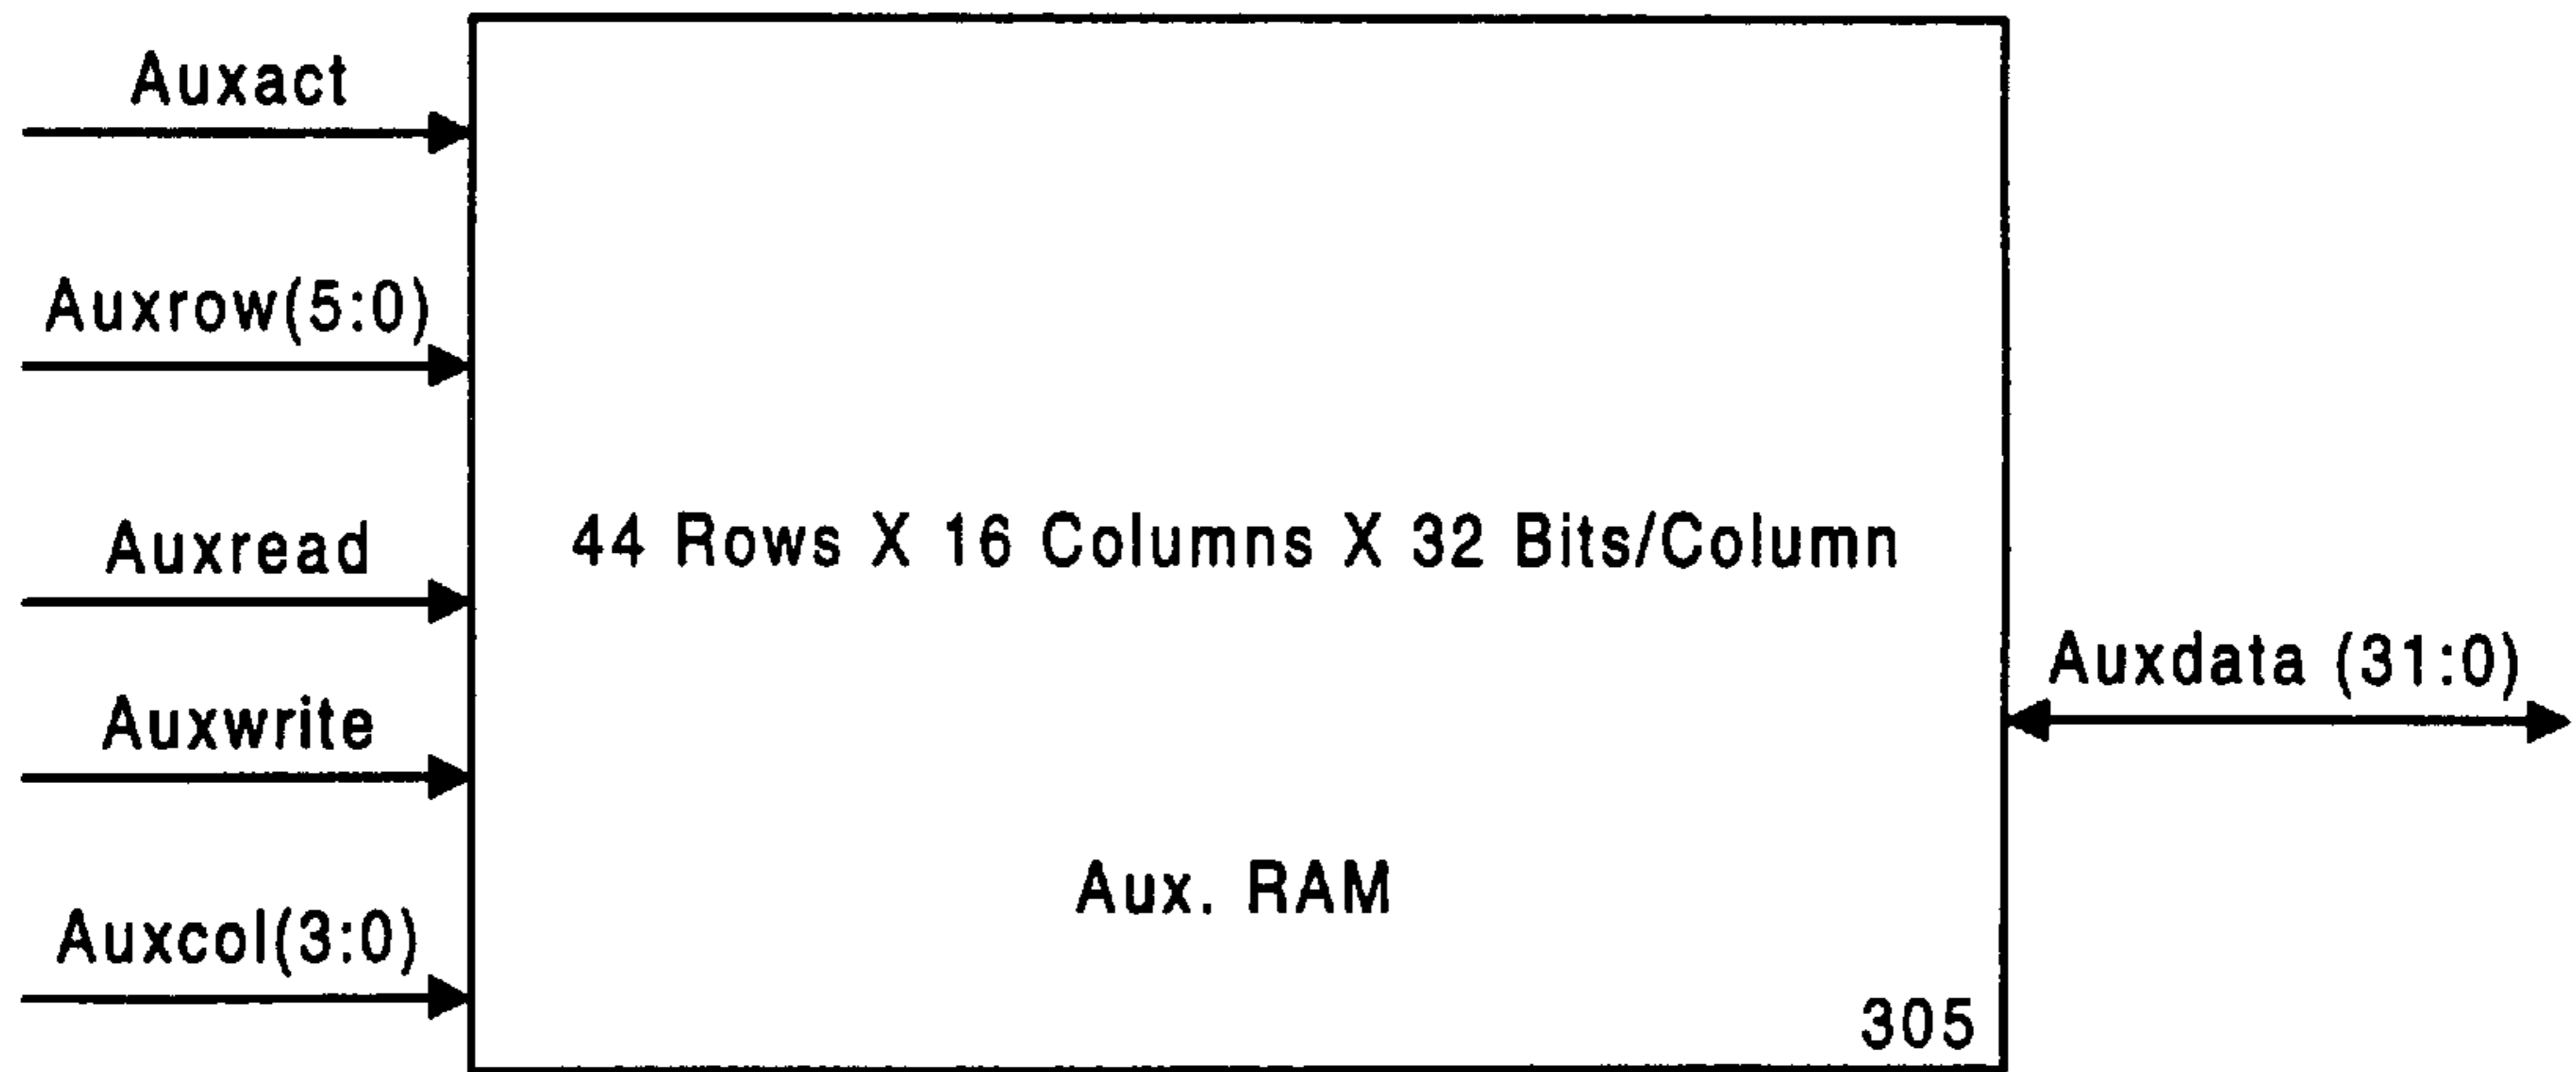 Auxact
Auxrow(5:0)
Auxread
44 Rows X 16 Columns X 32 Bits/Column
Auxdata (31:0)
Auxwrite
Aux. RAM
Auxcol(3:0)
305